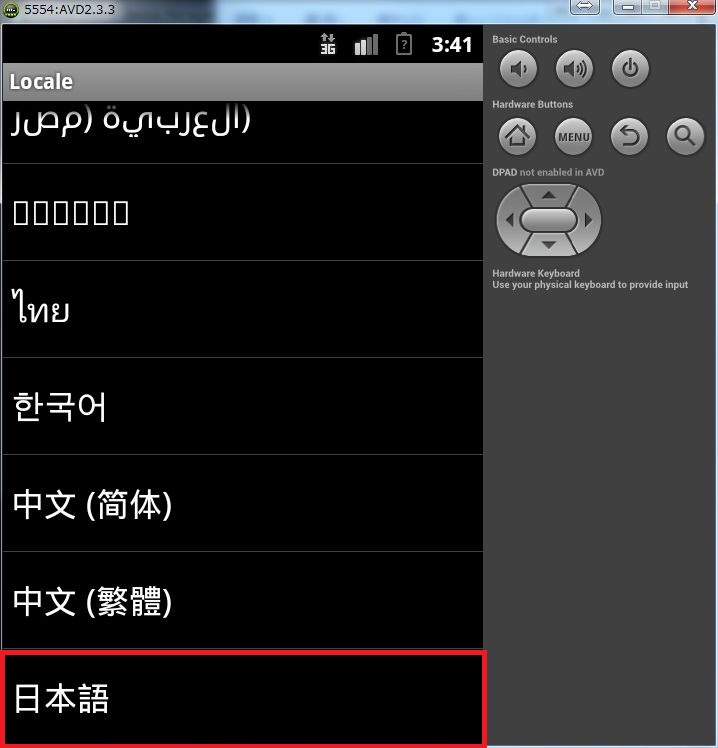 5554:AVD2.3.3
3G
3:41
Locale
العربية (مصر)
ไทย
한국어
中文 (简体)
中文 (繁體)
日本語
Basic Controls
Hardware Buttons
MENU
DPAD not enabled in AVD
Hardware Keyboard
Use your physical keyboard to provide input